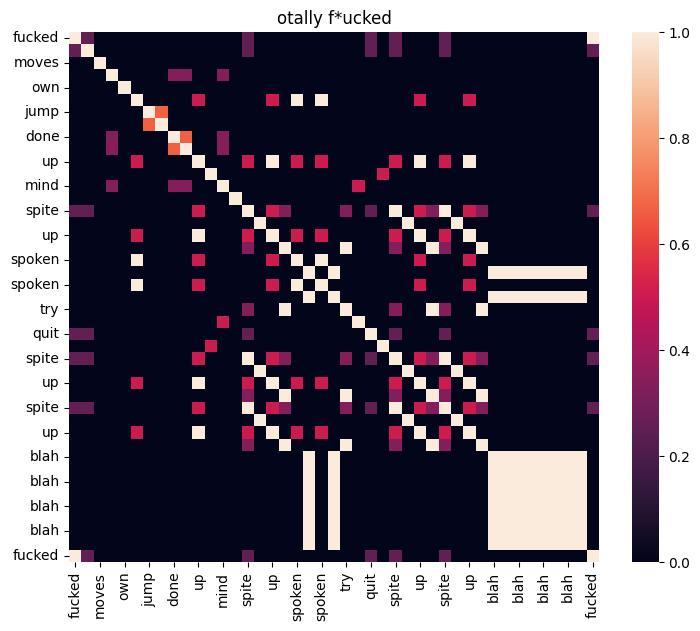 otally f*ucked
fucked
moves
own
jump
done
up
mind
spite
up
spoken
spoken
try
quit
spite
up
spite
up
blah
blah
blah
blah
fucked
fucked
moves
own
jump
done
up
mind
spite
up
spoken
spoken
try
quit
spite
up
spite
up
blah
blah
blah
blah
fucked
1.0
0.8
0.6
0.4
0.2
0.0